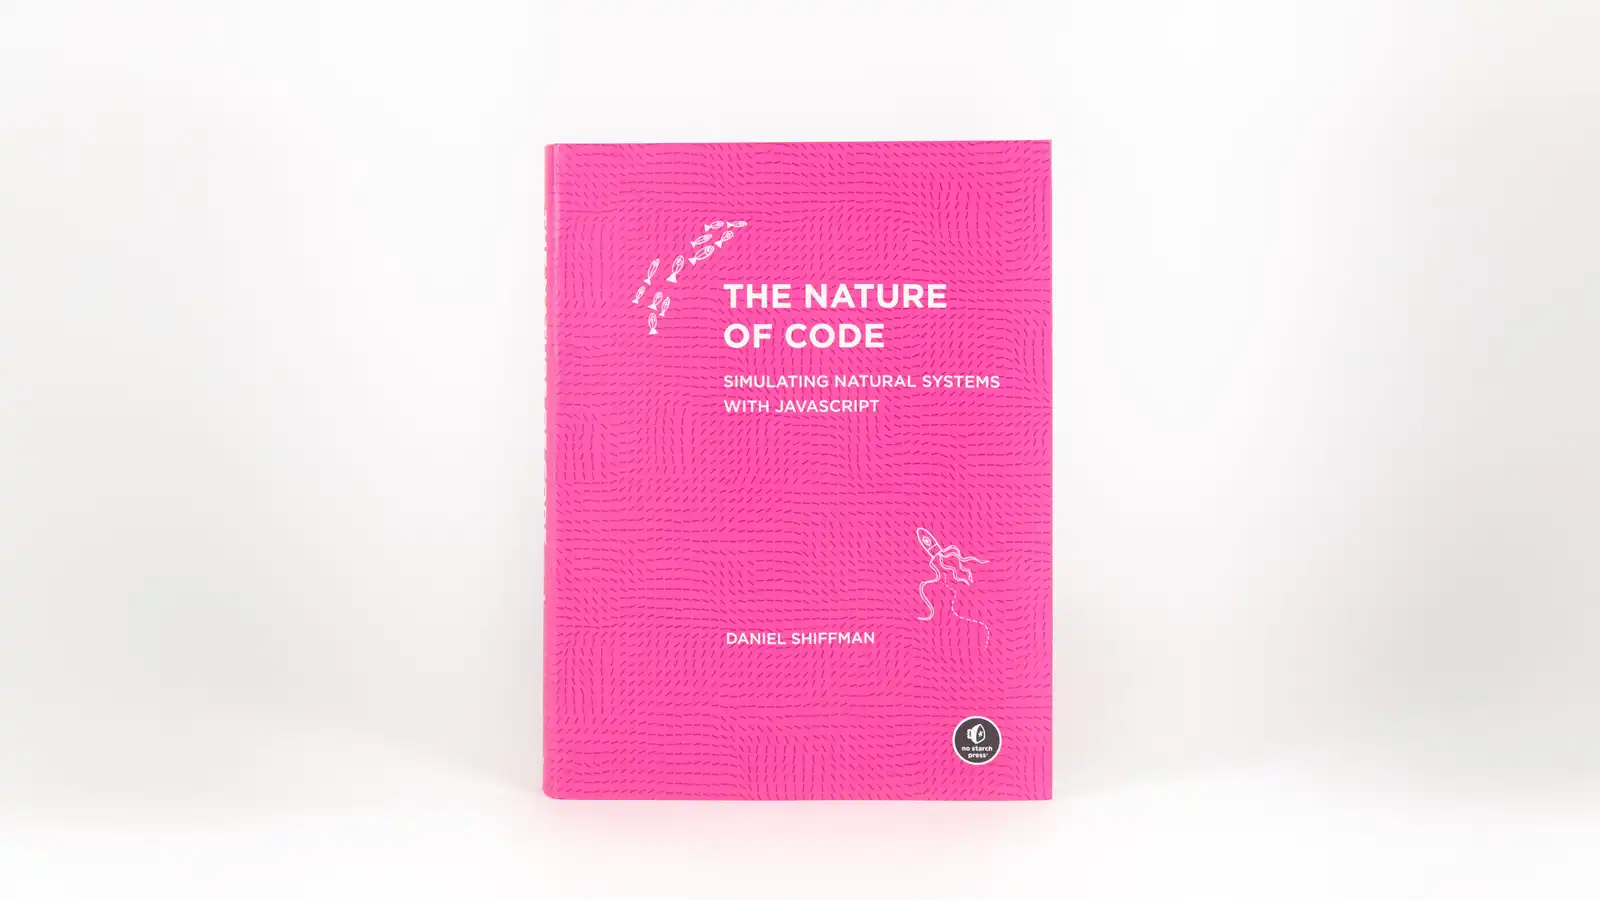 THE NATURE
OF CODE
SIMULATING NATURAL SYSTEMS
WITH JAVASCRIPT
DANIEL SHIFFMAN
no starch
press